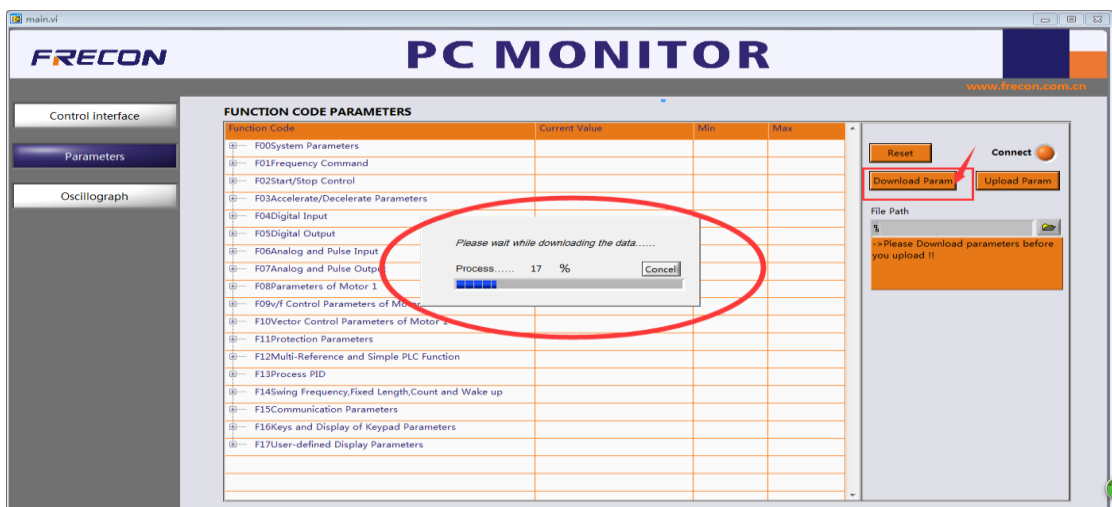 main.vi
FRECON
PC MONITOR
www.frecon.com.cn
Control interface
Parameters
Oscillograph
FUNCTION CODE PARAMETERS
Function Code Current Value Min Max
F00System Parameters
F01Frequency Command
F02Start/Stop Control
F03Accelerate/Decelerate Parameters
F04Digital Input
F05Digital Output
F06Analog and Pulse Input
F07Analog and Pulse Output
F08Parameters of Motor 1
F09v/f Control Parameters of
F10Vector Control Parameters of Motor
F11Protection Parameters
F12Multi-Reference and Simple PLC Function
F13Process PID
F14Swing Frequency,Fixed Length,Count and Wake up
F15Communication Parameters
F16Keys and Display of Keypad Parameters
F17User-defined Display Parameters
Please wait while downloading the data......
Process...... 17 %
Concel
Reset Connect
Download Param Upload Param
File Path
->Please Download parameters before
you upload !!